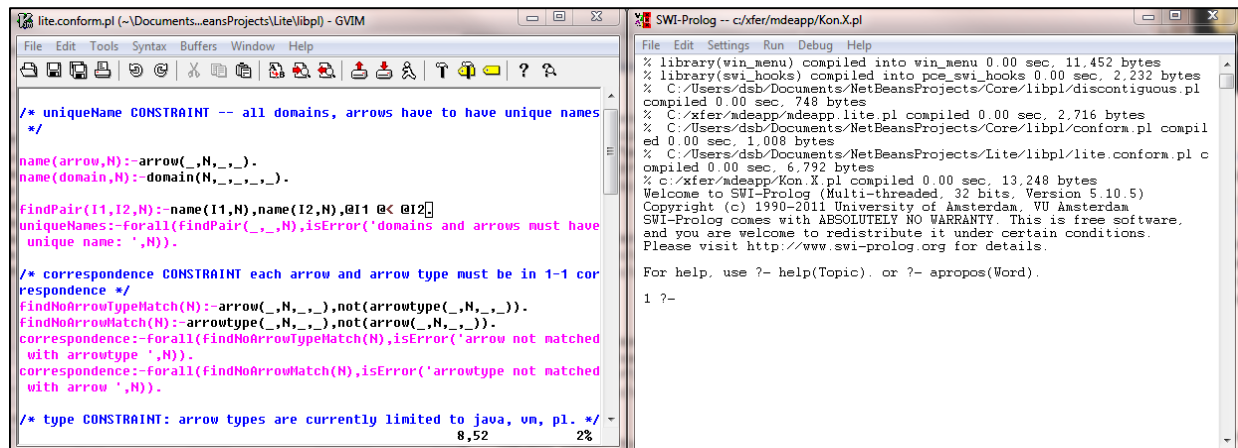 lite.conform.pl (~\Documents...eansProjects\Lite\libpl) - GVIM
File Edit Tools Syntax Buffers Window Help
/* uniqueName CONSTRAINT -- all domains, arrows have to have unique names
*/
name(arrow,N):-arrow(_,N,_,_).
name(domain,N):-domain(N,_,_,_,_).
findPair(I1,I2,N):-name(I1,N),name(I2,N),@I1 @< @I2.
uniqueNames:-forall(findPair(_,_,N),isError('domains and arrows must have
unique name: ',N)).
/* correspondence CONSTRAINT each arrow and arrow type must be in 1-1 cor
respondence */
findNoArrowTypeMatch(N):-arrow(_,N,_,_),not(arrowtype(_,N,_,_)).
findNoArrowMatch(N):-arrowtype(_,N,_,_),not(arrow(_,N,_,_)).
correspondence:-forall(findNoArrowTypeMatch(N),isError('arrow not matched
with arrowtype ',N)).
correspondence:-forall(findNoArrowMatch(N),isError('arrowtype not matched
with arrow ',N)).
/* type CONSTRAINT: arrow types are currently limited to java, vm, pl. */
8,52 2%
SWI-Prolog -- c:/xfer/mdeapp/Kon.X.pl
File Edit Settings Run Debug Help
% library(win_menu) compiled into win_menu 0.00 sec, 11,452 bytes
% library(swi_hooks) compiled into pce_swi_hooks 0.00 sec, 2,232 bytes
% C:/Users/dsb/Documents/NetBeansProjects/Core/libpl/discontiguous.pl
compiled 0.00 sec, 748 bytes
% C:/xfer/mdeapp/mdeapp.lite.pl compiled 0.00 sec, 2,716 bytes
% C:/Users/dsb/Documents/NetBeansProjects/Core/libpl/conform.pl compil
ed 0.00 sec, 1,008 bytes
% C:/Users/dsb/Documents/NetBeansProjects/Lite/libpl/lite.conform.pl c
ompiled 0.00 sec, 6,792 bytes
% c:/xfer/mdeapp/Kon.X.pl compiled 0.00 sec, 13,248 bytes
Welcome to SWI-Prolog (Multi-threaded, 32 bits, Version 5.10.5)
Copyright (c) 1990-2011 University of Amsterdam, VU Amsterdam
SWI-Prolog comes with ABSOLUTELY NO WARRANTY. This is free software,
and you are welcome to redistribute it under certain conditions.
Please visit http://www.swi-prolog.org for details.
For help, use ?- help(Topic). or ?- apropos(Word).
1 ?-